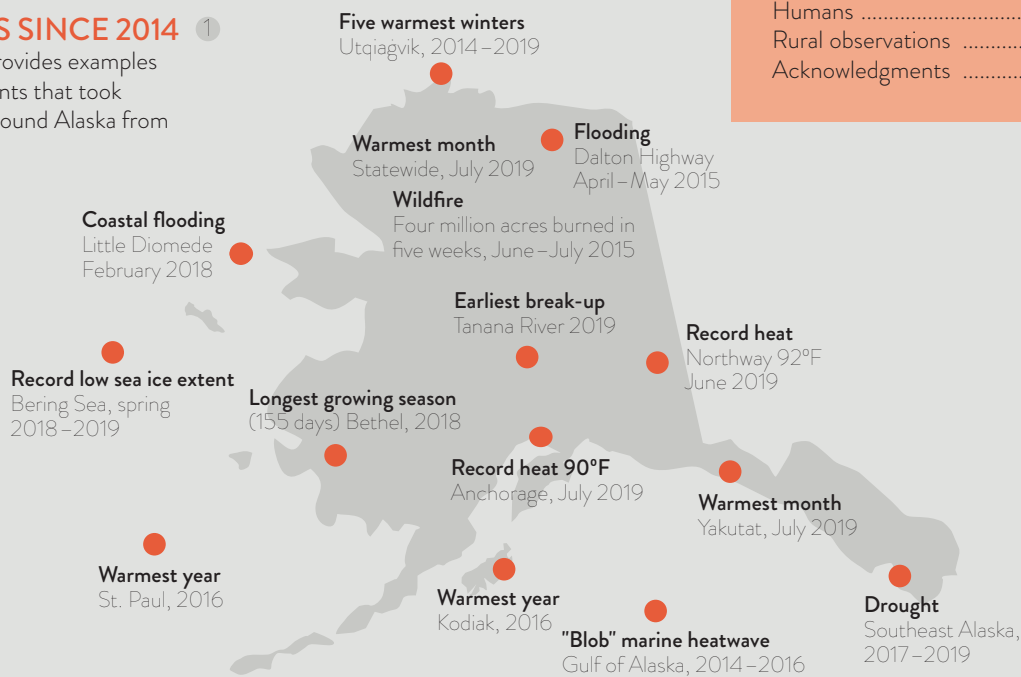 S SINCE 2014 1
rovides examples
nts that took
ound Alaska from
Humans ........................
Rural observations ..........
Acknowledgments ..........
Five warmest winters
Utqiaġvik, 2014–2019
Warmest month
Statewide, July 2019
Flooding
Dalton Highway
April–May 2015
Wildfire
Four million acres burned in
five weeks, June–July 2015
Coastal flooding
Little Diomede
February 2018
Earliest break-up
Tanana River 2019
Record heat
Northway 92ºF
June 2019
Record low sea ice extent
Bering Sea, spring
2018–2019
Longest growing season
(155 days) Bethel, 2018
Record heat 90ºF
Anchorage, July 2019
Warmest month
Yakutat, July 2019
Warmest year
St. Paul, 2016
Warmest year
Kodiak, 2016
"Blob" marine heatwave
Gulf of Alaska, 2014–2016
Drought
Southeast Alaska,
2017–2019